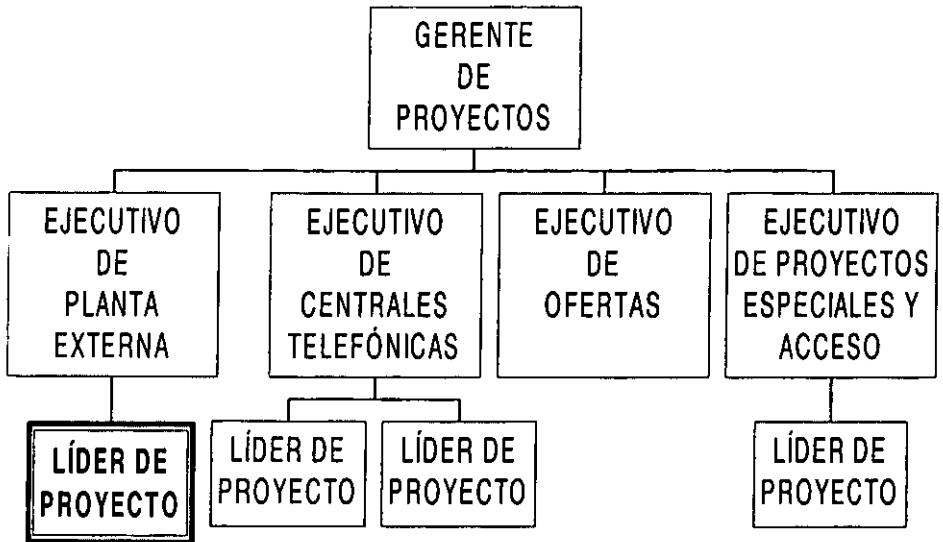 GERENTE
DE
PROYECTOS
EJECUTIVO
DE
PLANTA
EXTERNA
EJECUTIVO
DE
CENTRALES
TELEFÓNICAS
EJECUTIVO
DE
OFERTAS
EJECUTIVO
DE PROYECTOS
ESPECIALES Y
ACCESO
LÍDER DE
PROYECTO
LÍDER DE
PROYECTO
LÍDER DE
PROYECTO
LÍDER DE
PROYECTO